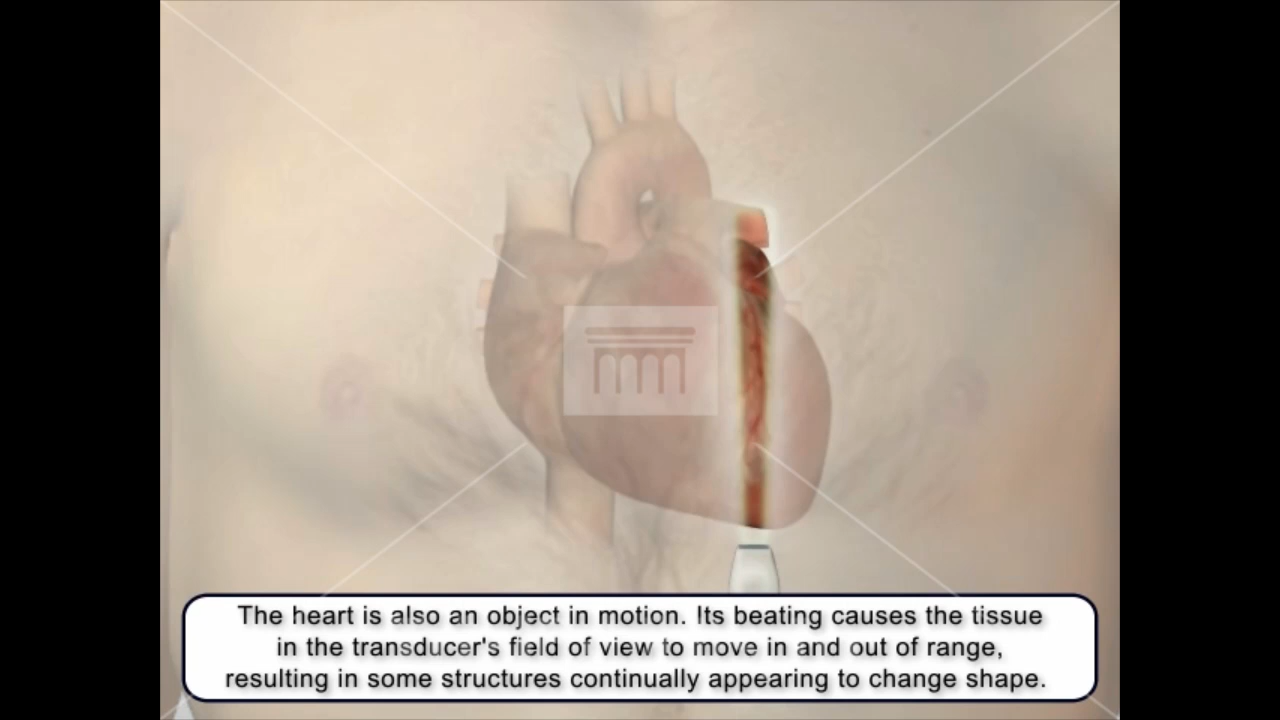 The heart is also an object in motion. Its beating causes the tissue
in the transducer's field of view to move in and out of range,
resulting in some structures continually appearing to change shape.